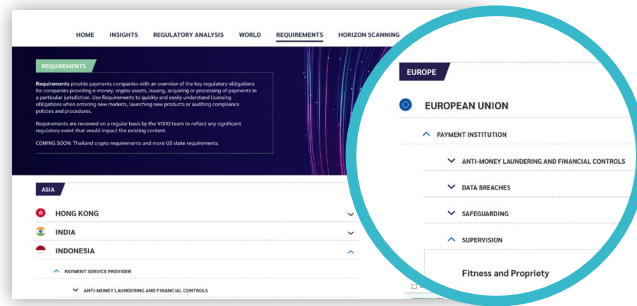 HOME INSIGHTS REGULATORY ANALYSIS WORLD REQUIREMENTS HORIZON SCANNING
REQUIREMENTS
Requirements provide payments companies with an overview of the key regulatory obligations
for companies providing e-money, crypto-assets, issuing, acquiring or processing of payments in
a particular jurisdiction. Use Requirements to quickly and easily understand licensing
obligations when entering new markets, launching new products or auditing compliance
policies and procedures.
Requirements are reviewed on a regular basis by the VIXIO team to reflect any significant
regulatory event that would impact the existing content.
COMING SOON: Thailand crypto requirements and more US state requirements.
ASIA
HONG KONG
INDIA
INDONESIA
PAYMENT SERVICE PROVIDER
ANTI-MONEY LAUNDERING AND FINANCIAL CONTROLS
EUROPE
EUROPEAN UNION
PAYMENT INSTITUTION
ANTI-MONEY LAUNDERING AND FINANCIAL CONTROLS
DATA BREACHES
SAFEGUARDING
SUPERVISION
Fitness and Propriety